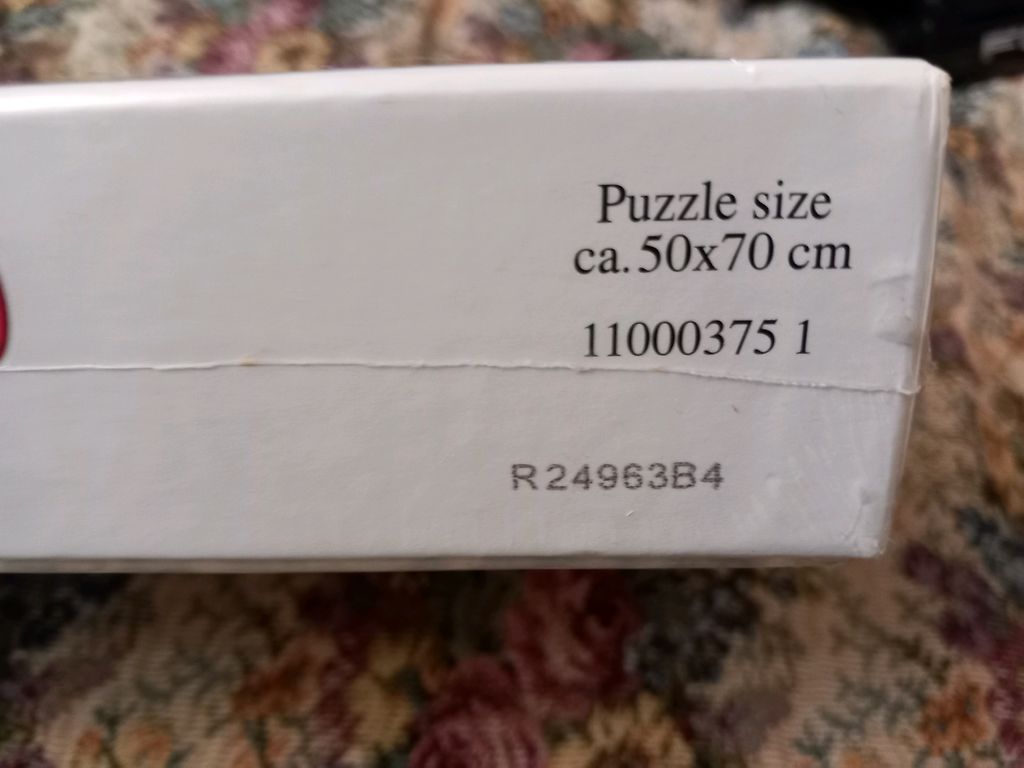 Puzzle size
ca. 50x70 cm
11000375 1
R24963B4